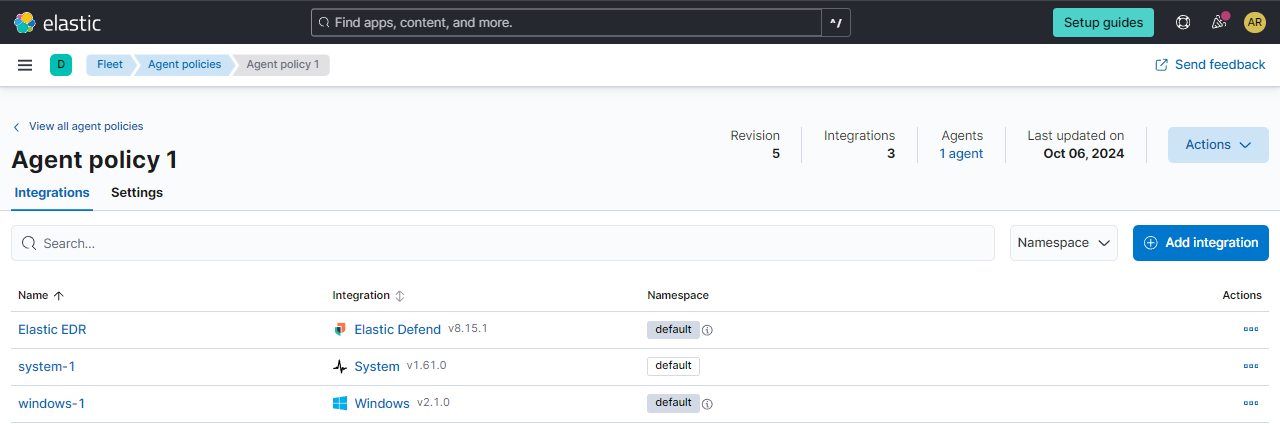 elastic
Find apps, content, and more.
^/
Setup guides
AR
D
Fleet
Agent policies
Agent policy 1
Send feedback
View all agent policies
Agent policy 1
Revision
5
Integrations
3
Agents
1 agent
Last updated on
Oct 06, 2024
Actions
Integrations
Settings
Search...
Namespace
Add integration
Name
Integration
Namespace
Actions
Elastic EDR
Elastic Defend v8.15.1
default
system-1
System v1.61.0
default
windows-1
Windows v2.1.0
default